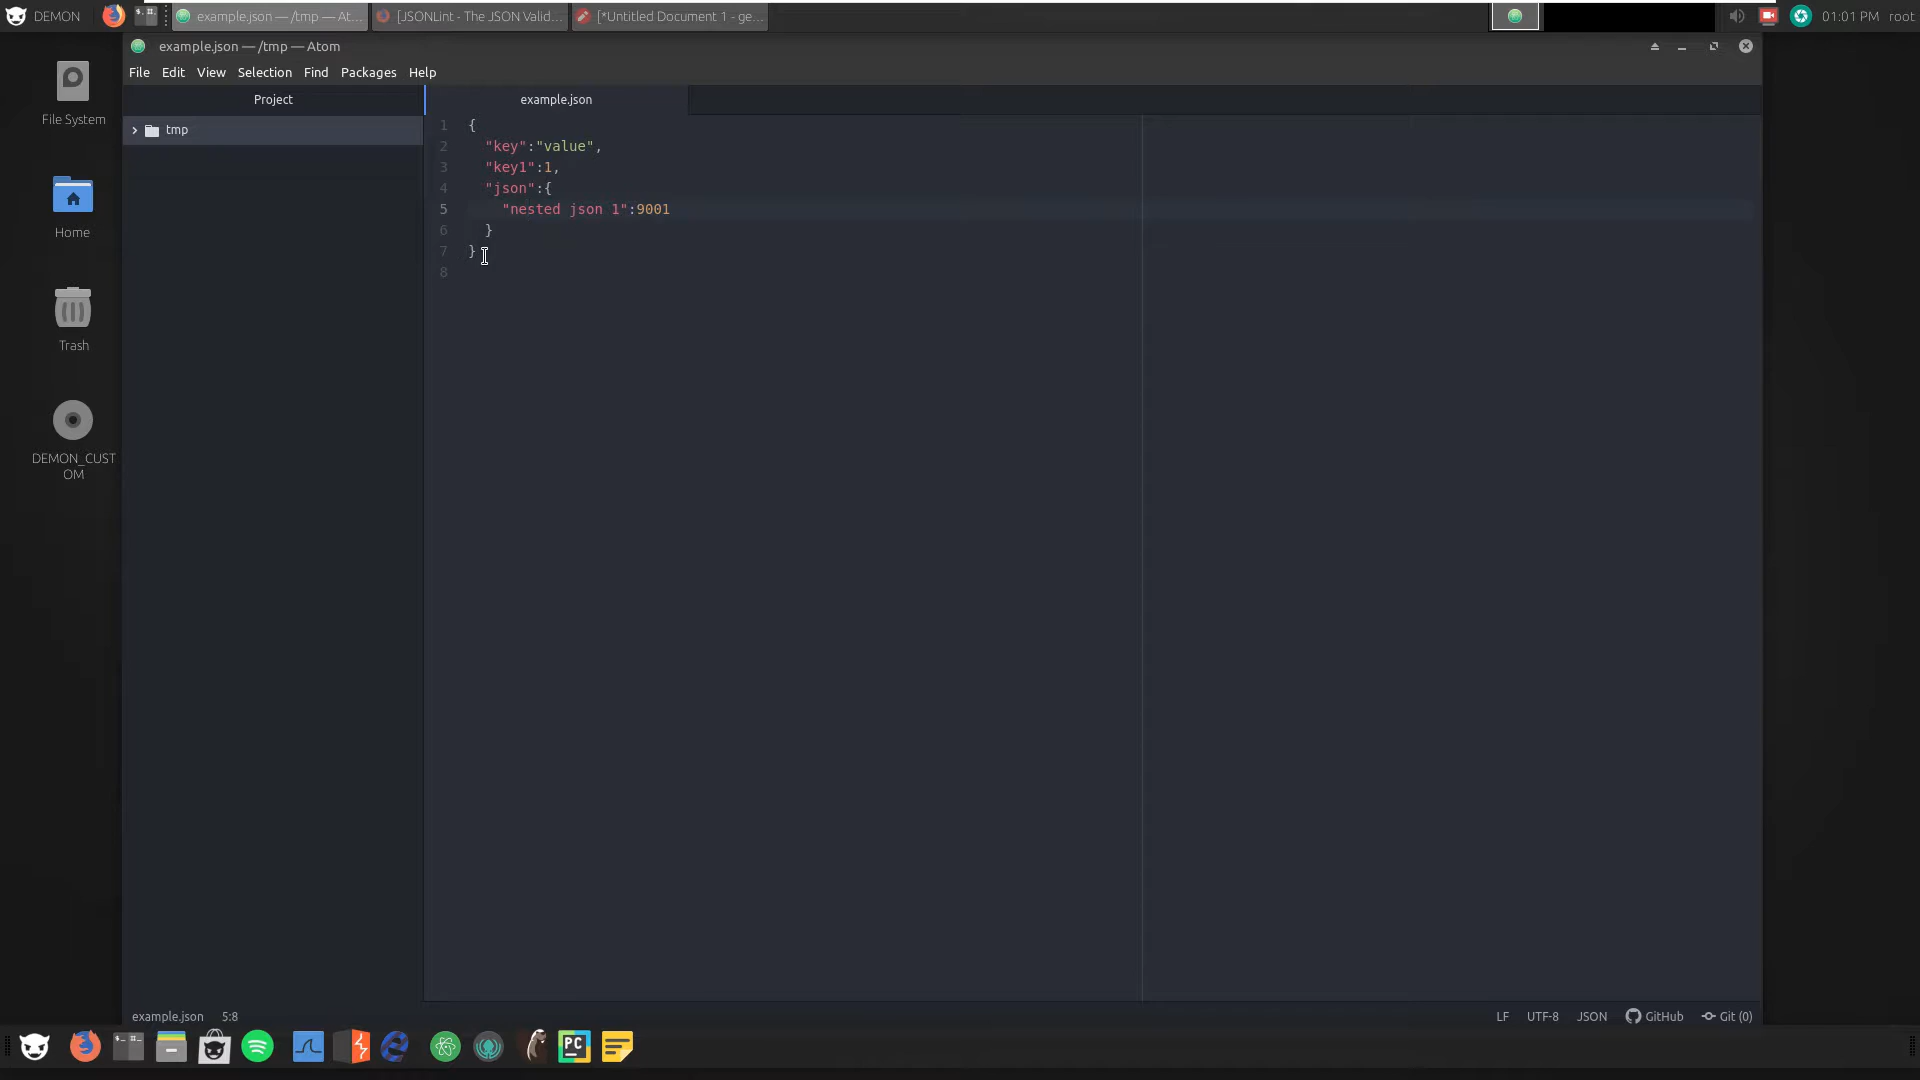 DEMON
example.json — /tmp — At...
[JSONLint - The JSON Valid...
[*Untitled Document 1 - ge...
01:01 PM
root
example.json — /tmp — Atom
File Edit View Selection Find Packages Help
Project
example.json
tmp
1 {
2 "key":"value",
3 "key1":1,
4 "json":{
5 "nested json 1":9001
6 }
7 }
8
File System
Home
Trash
DEMON_CUST
OM
example.json 5:8
LF UTF-8 JSON GitHub Git (0)
PC